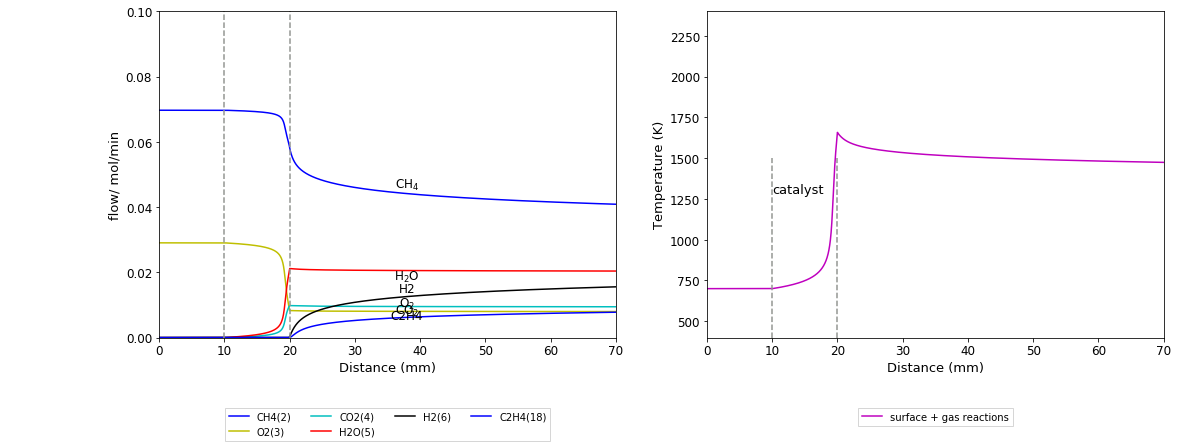 0.10
0.08
0.06
0.04
0.02
0.00
flow/ mol/min
CH4
H2O
H2
O2
CO2
C2H4
0 10 20 30 40 50 60 70
Distance (mm)
CH4(2) CO2(4) H2(6) C2H4(18)
O2(3) H2O(5)
2250
2000
1750
1500
1250
1000
750
500
Temperature (K)
catalyst
0 10 20 30 40 50 60 70
Distance (mm)
surface + gas reactions